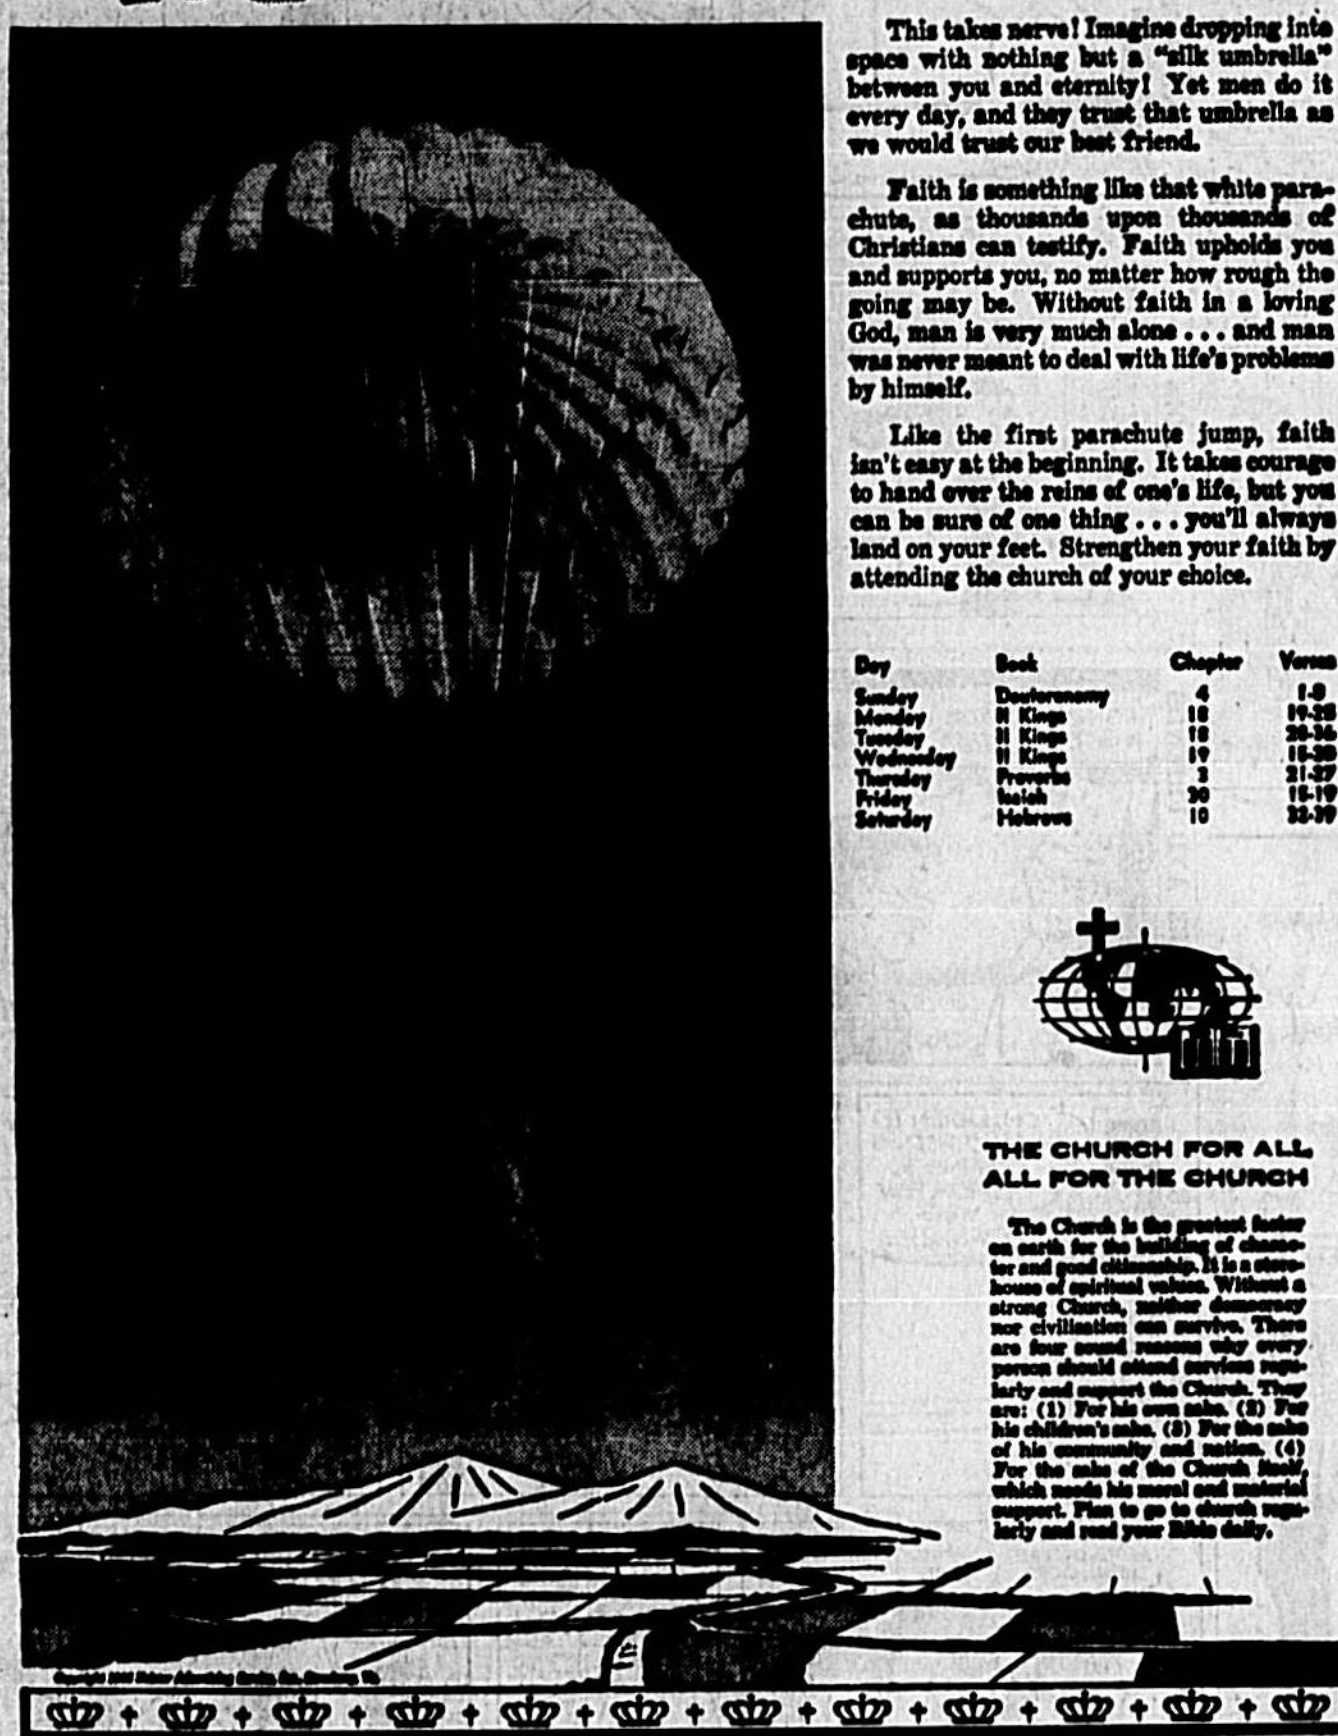 This takes nerve! Imagine dropping into
space with nothing but a "silk umbrella"
between you and eternity! Yet men do it
every day, and they trust that umbrella as
we would trust our best friend.
Faith is something like that white para-
chute, as thousands upon thousands of
Christians can testify. Faith upholds you
and supports you, no matter how rough the
going may be. Without faith in a loving
God, man is very much alone . . . and man
was never meant to deal with life's problems
by himself.
Like the first parachute jump, faith
isn't easy at the beginning. It takes courage
to hand over the reins of one's life, but you
can be sure of one thing . . . you'll always
land on your feet. Strengthen your faith by
attending the church of your choice.
Day Book Chapter Verses
Sunday Deuteronomy 4
Monday II Kings 18
Tuesday II Kings 18
Wednesday II Kings 19
Thursday Proverbs 3 21-27
Friday Isaiah 30 15-19
Saturday Hebrews 10
THE CHURCH FOR ALL
ALL FOR THE CHURCH
The Church is the greatest factor
on earth for the building of charac-
ter and good citizenship. It is a store-
house of spiritual values. Without a
strong Church, neither democracy
nor civilization can survive. There
are four sound reasons why every
person should attend services regu-
larly and support the Church. They
are: (1) For his own sake. (2) For
his children's sake. (3) For the sake
of his community and nation. (4)
For the sake of the Church itself,
which needs his moral and material
support. Plan to go to church regu-
larly and read your Bible daily.
Copyright Advertising Service, Inc.,